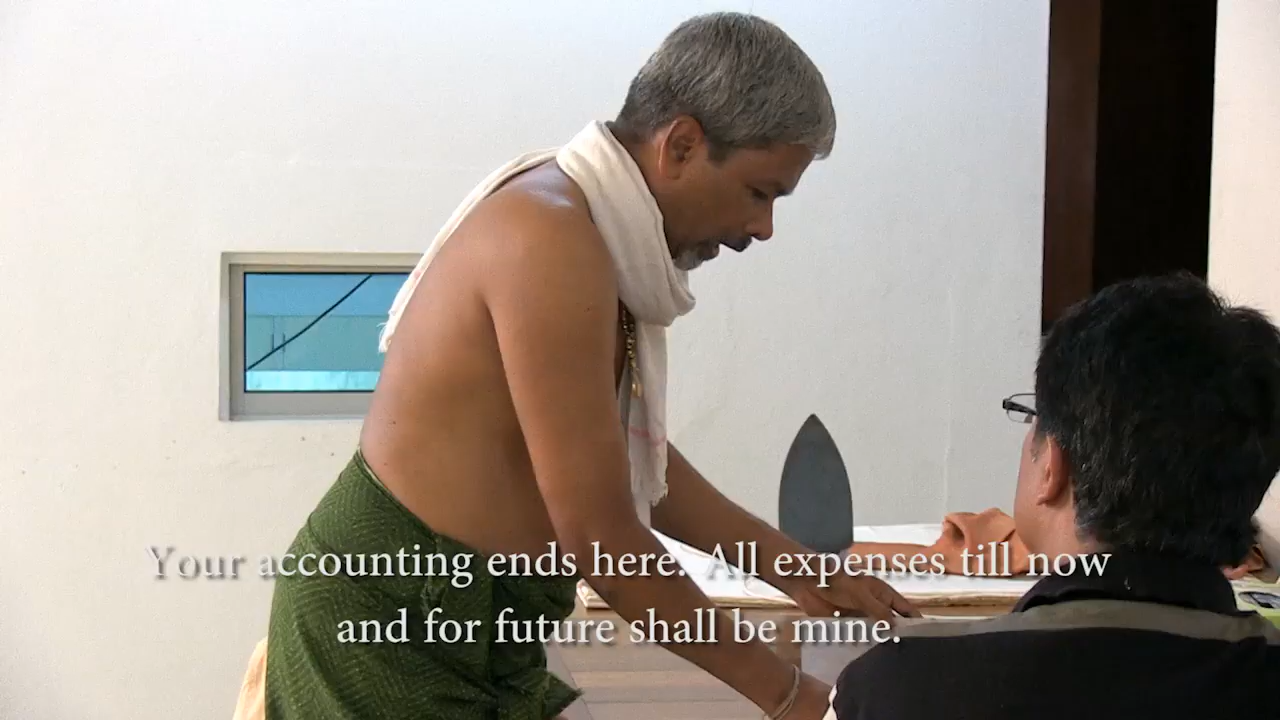 Your accounting ends here. All expenses till now
and for future shall be mine.